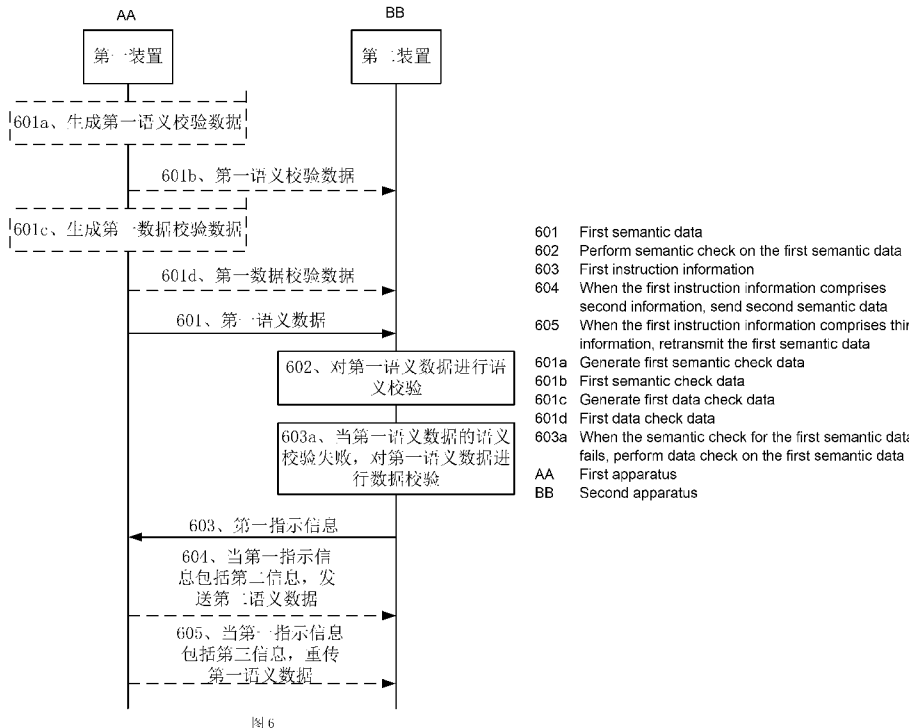 AA
BB
第一装置
第二装置
601a、生成第一语义校验数据
601b、第一语义校验数据
601c、生成第一数据校验数据
601d、第一数据校验数据
601、第一语义数据
602、对第一语义数据进行语
义校验
603a、当第一语义数据的语义
校验失败，对第一语义数据进
行数据校验
603、第一指示信息
604、当第一指示信
息包括第二信息，发
送第二语义数据
605、当第一指示信息
包括第三信息，重传
第一语义数据
图 6
601 First semantic data
602 Perform semantic check on the first semantic data
603 First instruction information
604 When the first instruction information comprises
second information, send second semantic data
605 When the first instruction information comprises
information, retransmit the first semantic data
601a Generate first semantic check data
601b First semantic check data
601c Generate first data check data
601d First data check data
603a When the semantic check for the first semantic
fails, perform data check on the first semantic data
AA First apparatus
BB Second apparatus